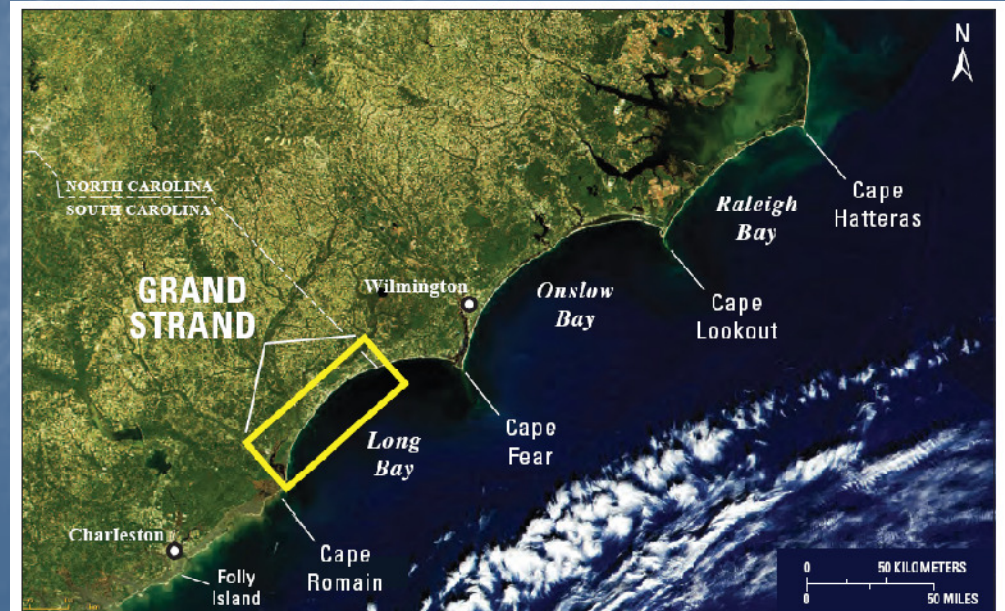 N
NORTH CAROLINA
SOUTH CAROLINA
GRAND
STRAND
Wilmington
Raleigh
Bay
Cape
Hatteras
Onslow
Bay
Cape
Lookout
Long
Bay
Cape
Fear
Charleston
Folly
Island
Cape
Romain
0 50 KILOMETERS
0 50 MILES